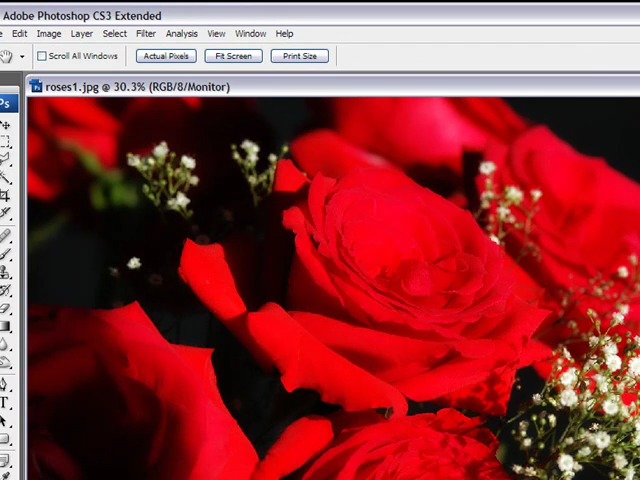 Adobe Photoshop CS3 Extended
Edit Image Layer Select Filter Analysis View Window Help
Scroll All Windows Actual Pixels Fit Screen Print Size
roses1.jpg @ 30.3% (RGB/8/Monitor)
Ps
T